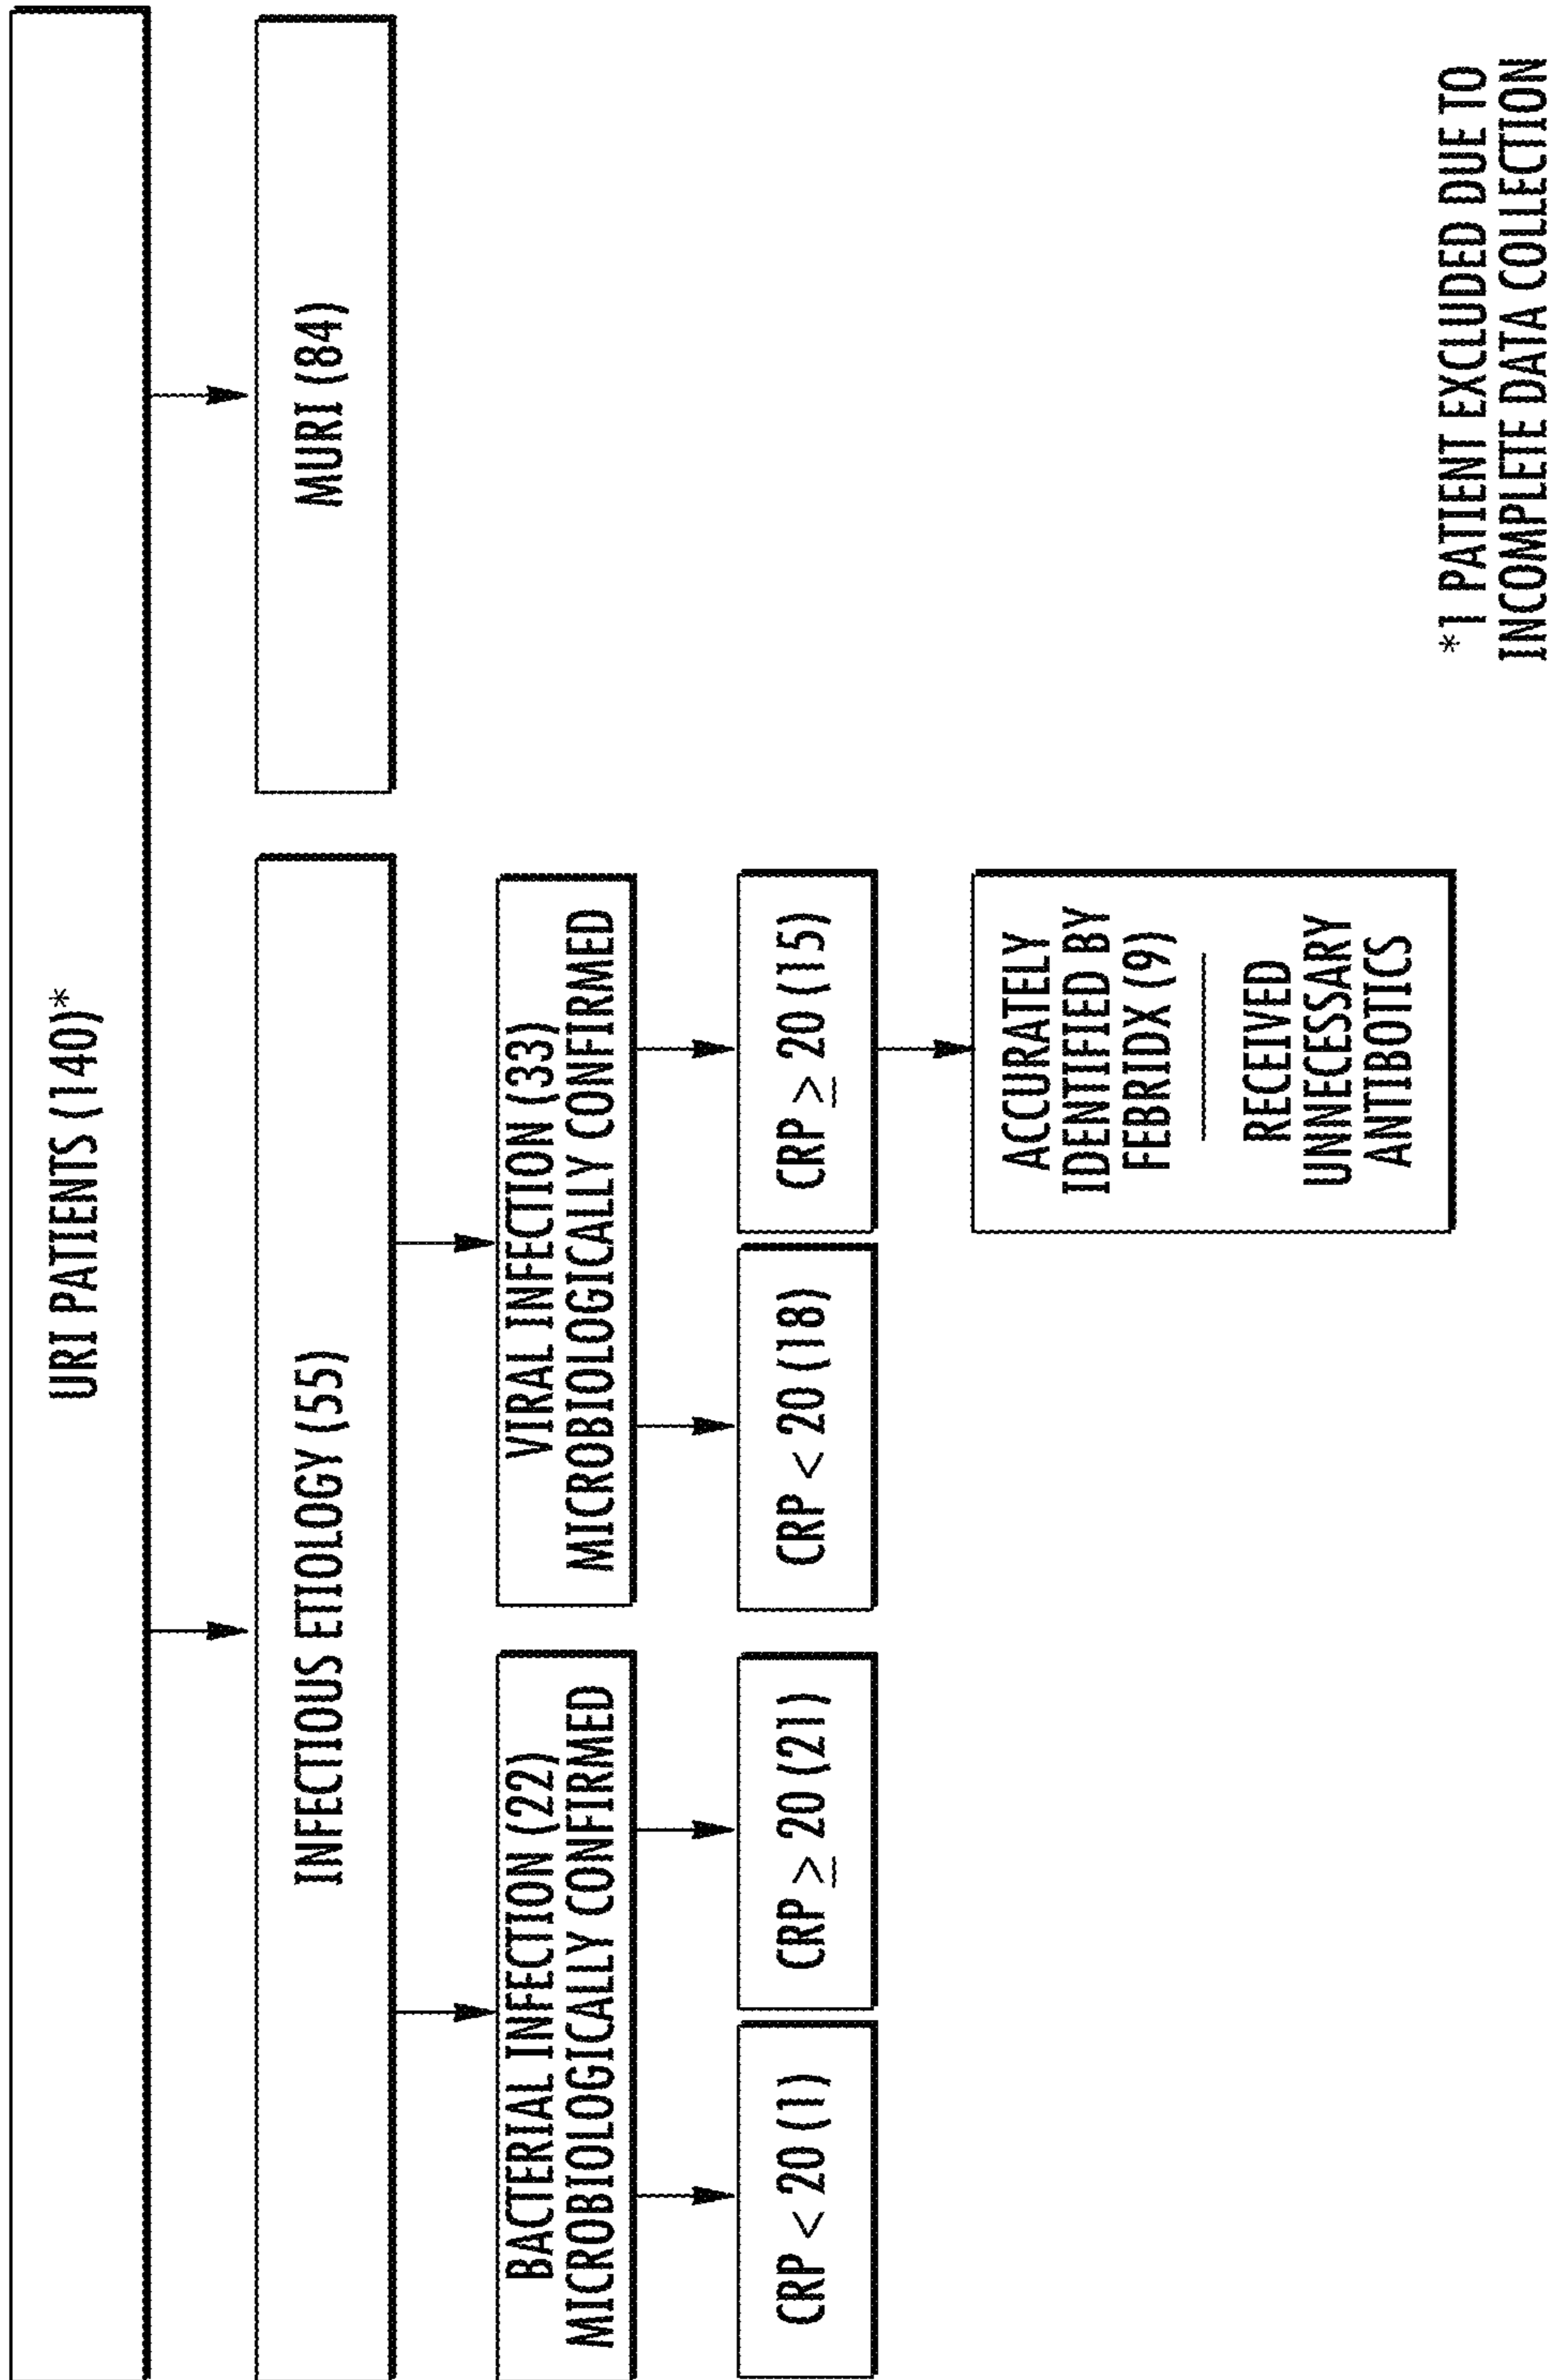 URI PATIENTS (140)*
INFECTIOUS ETIOLOGY (55)
MURI (84)
BACTERIAL INFECTION (22)
MICROBIOLOGICALLY CONFIRMED
VIRAL INFECTION (33)
MICROBIOLOGICALLY CONFIRMED
CRP < 20 (1)
CRP ≥ 20 (21)
CRP < 20 (18)
CRP ≥ 20 (15)
ACCURATELY
IDENTIFIED BY
FEBRIDX (9)
RECEIVED
UNNECESSARY
ANTIBOTICS
*1 PATIENT EXCLUDED DUE TO
INCOMPLETE DATA COLLECTION